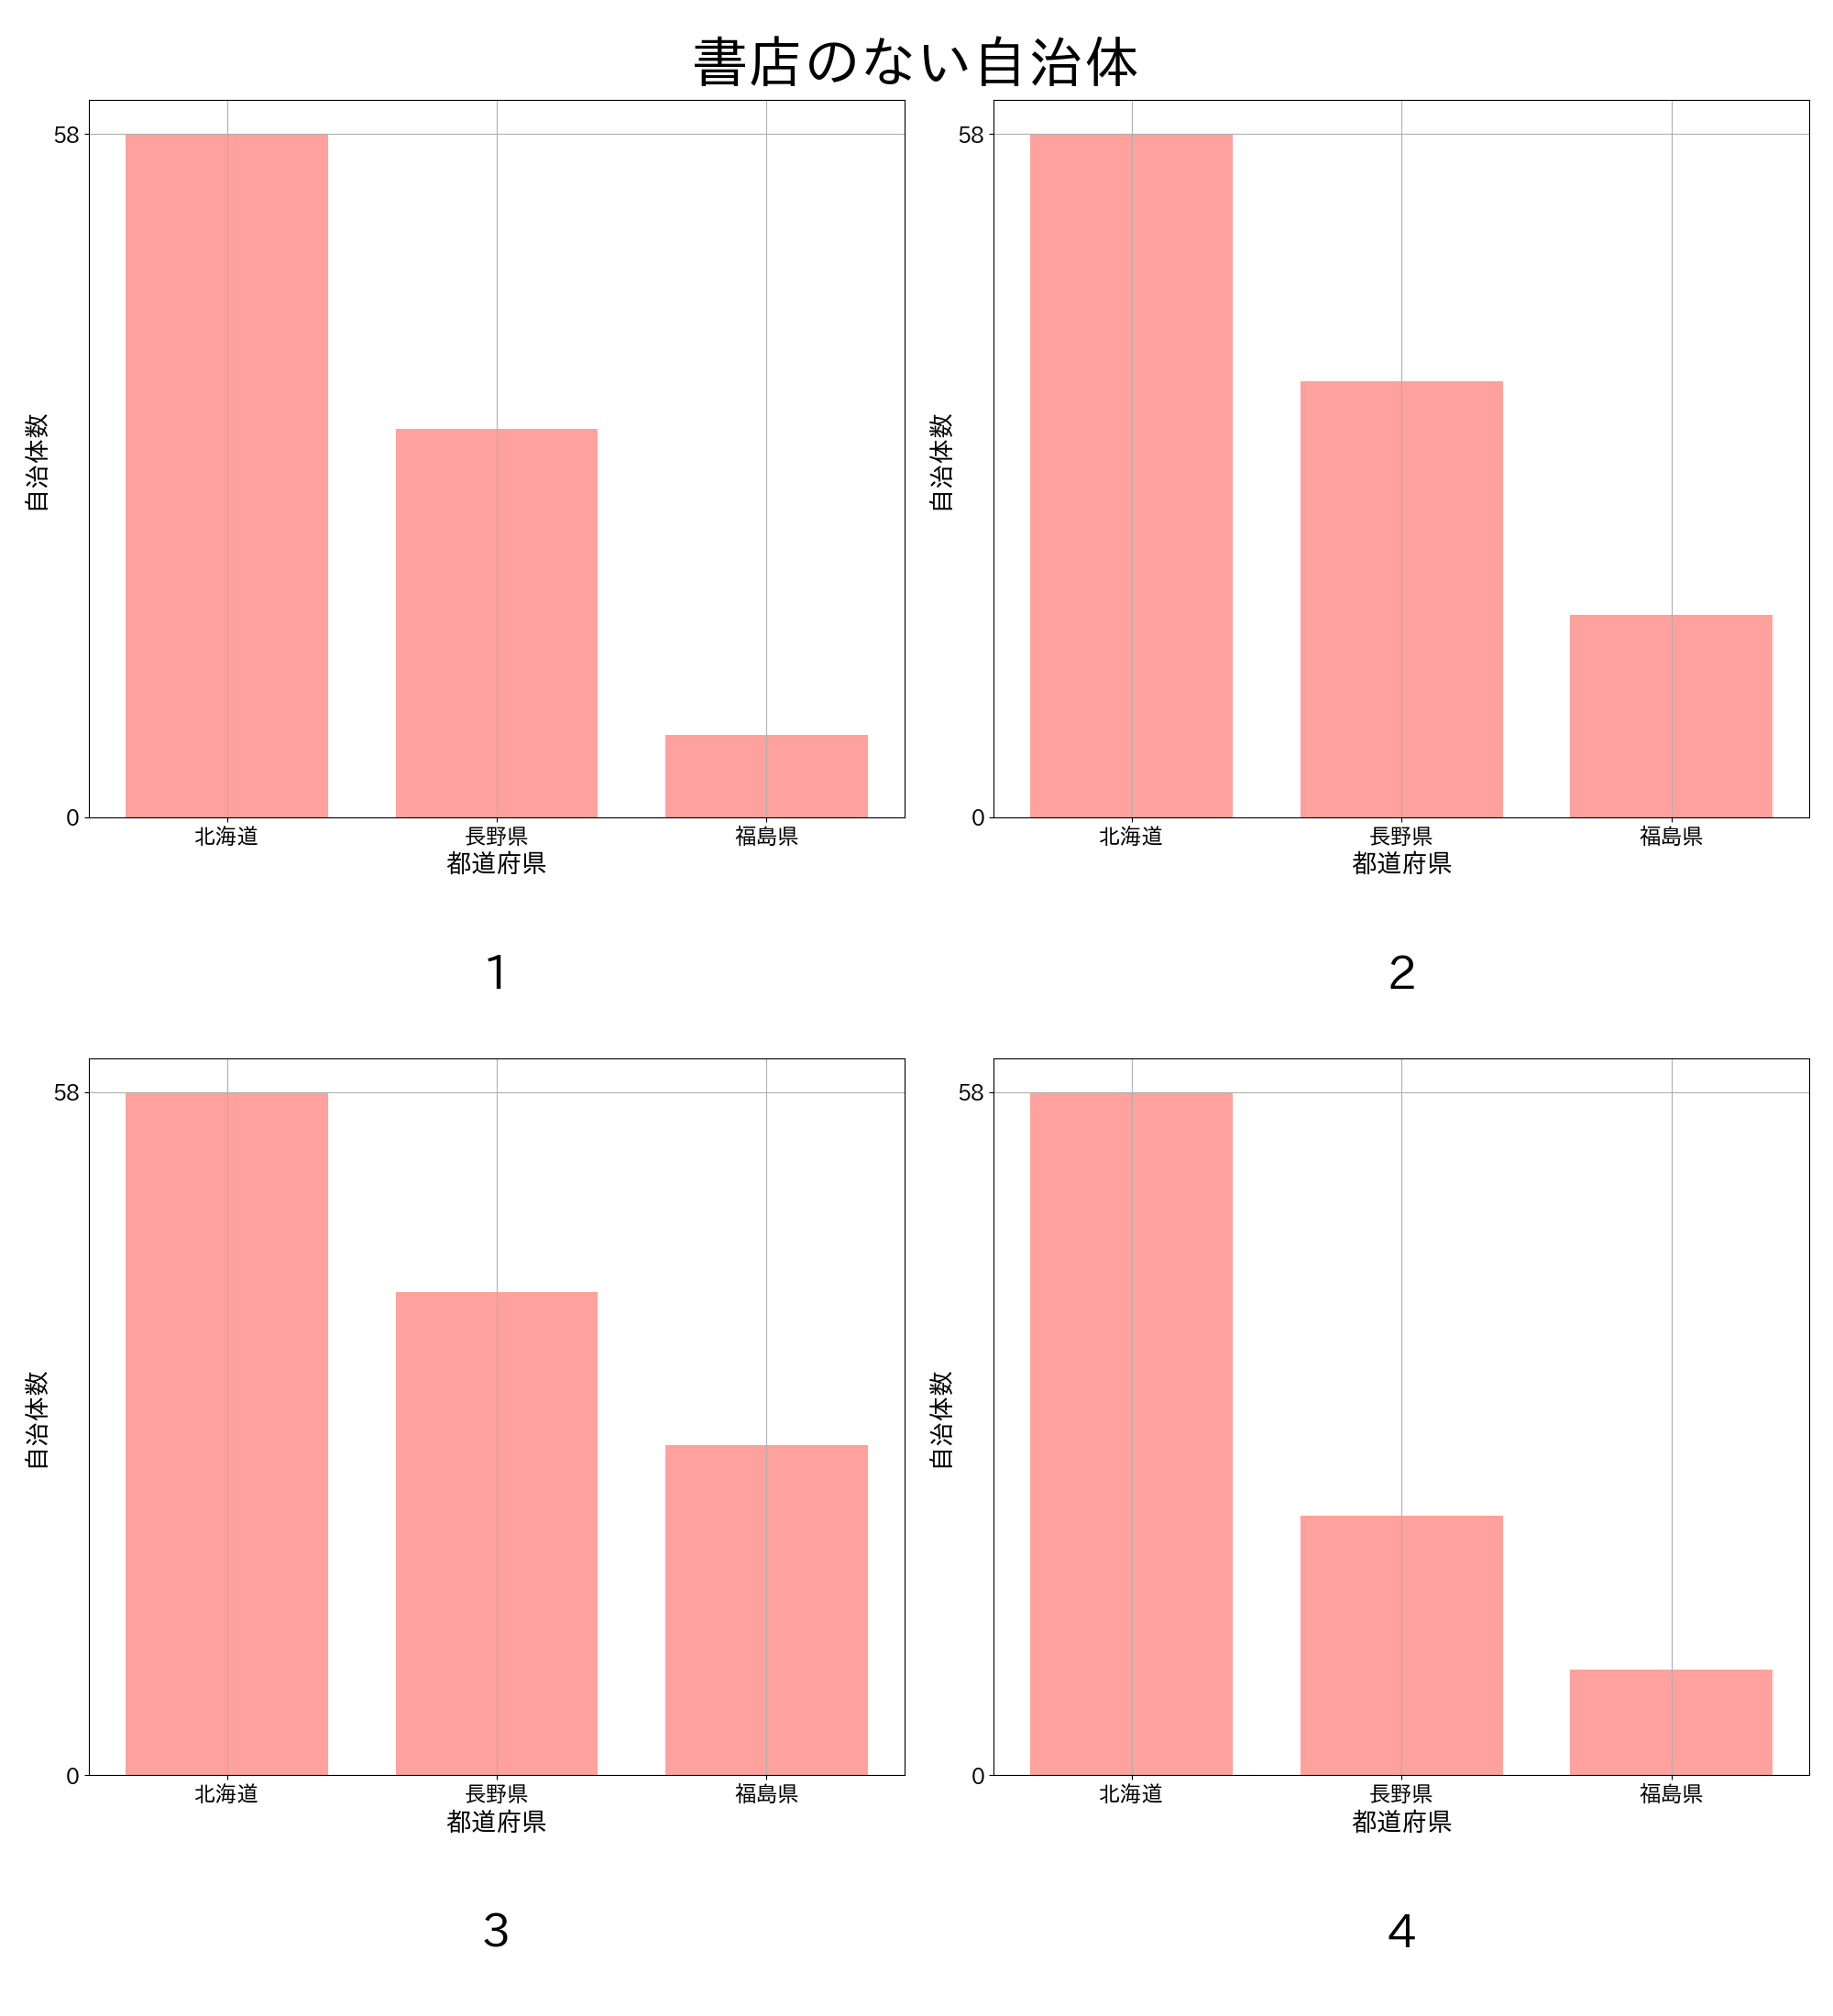 書店のない自治体
58
0
自治体数
北海道 長野県 福島県
都道府県
1
58
0
自治体数
北海道 長野県 福島県
都道府県
2
58
0
自治体数
北海道 長野県 福島県
都道府県
3
58
0
自治体数
北海道 長野県 福島県
都道府県
4